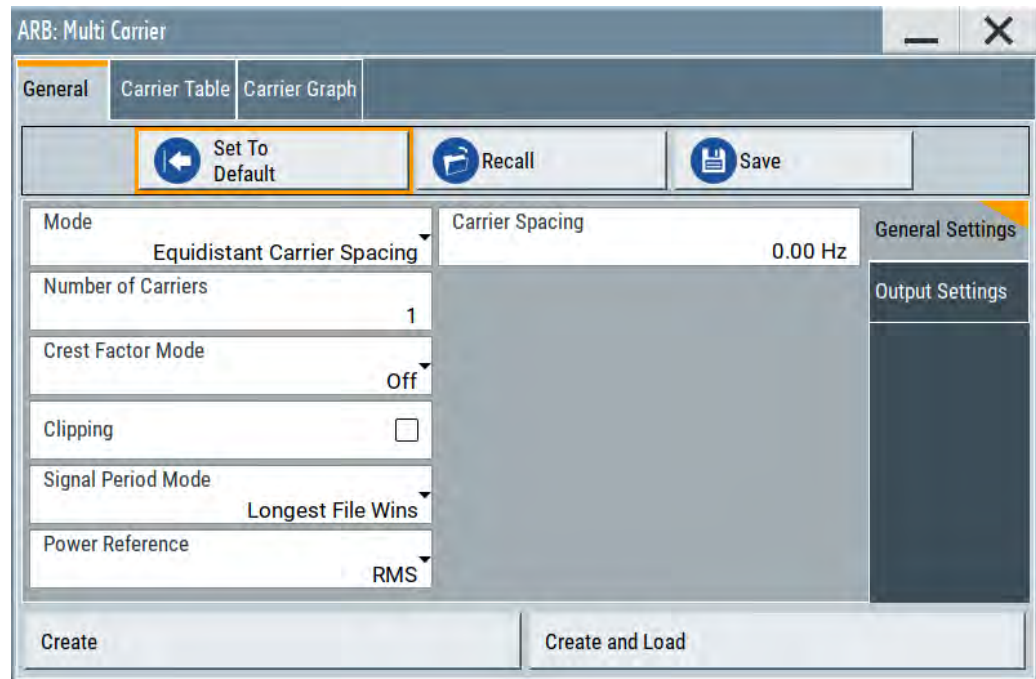 ARB: Multi Carrier
General
Carrier Table
Carrier Graph
Set To
Default
Recall
Save
Mode
Equidistant Carrier Spacing
Carrier Spacing
0.00 Hz
General Settings
Number of Carriers
1
Output Settings
Crest Factor Mode
Off
Clipping
Signal Period Mode
Longest File Wins
Power Reference
RMS
Create
Create and Load